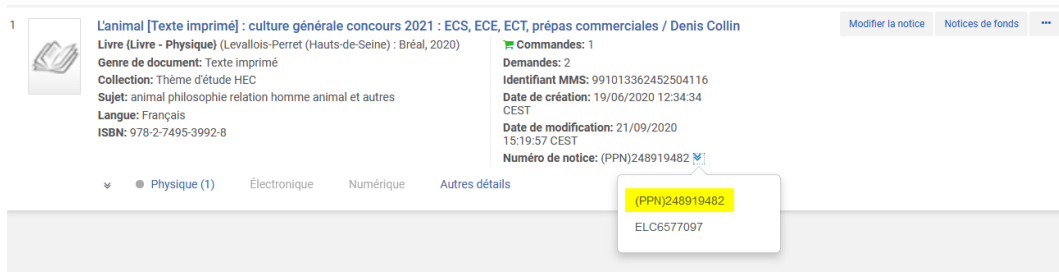 1
L'animal [Texte imprimé] : culture générale concours 2021 : ECS, ECE, ECT, prépas commerciales / Denis Collin
Modifier la notice
Notices de fonds
...
Livre {Livre - Physique} (Levallois-Perret (Hauts-de-Seine) : Bréal, 2020)
Genre de document: Texte imprimé
Collection: Thème d'étude HEC
Sujet: animal philosophie relation homme animal et autres
Langue: Français
ISBN: 978-2-7495-3992-8
Commandes: 1
Demandes: 2
Identifiant MMS: 991013362452504116
Date de création: 19/06/2020 12:34:34
CEST
Date de modification: 21/09/2020
15:19:57 CEST
Numéro de notice: (PPN)248919482
Physique (1)
Électronique
Numérique
Autres détails
(PPN)248919482
ELC6577097